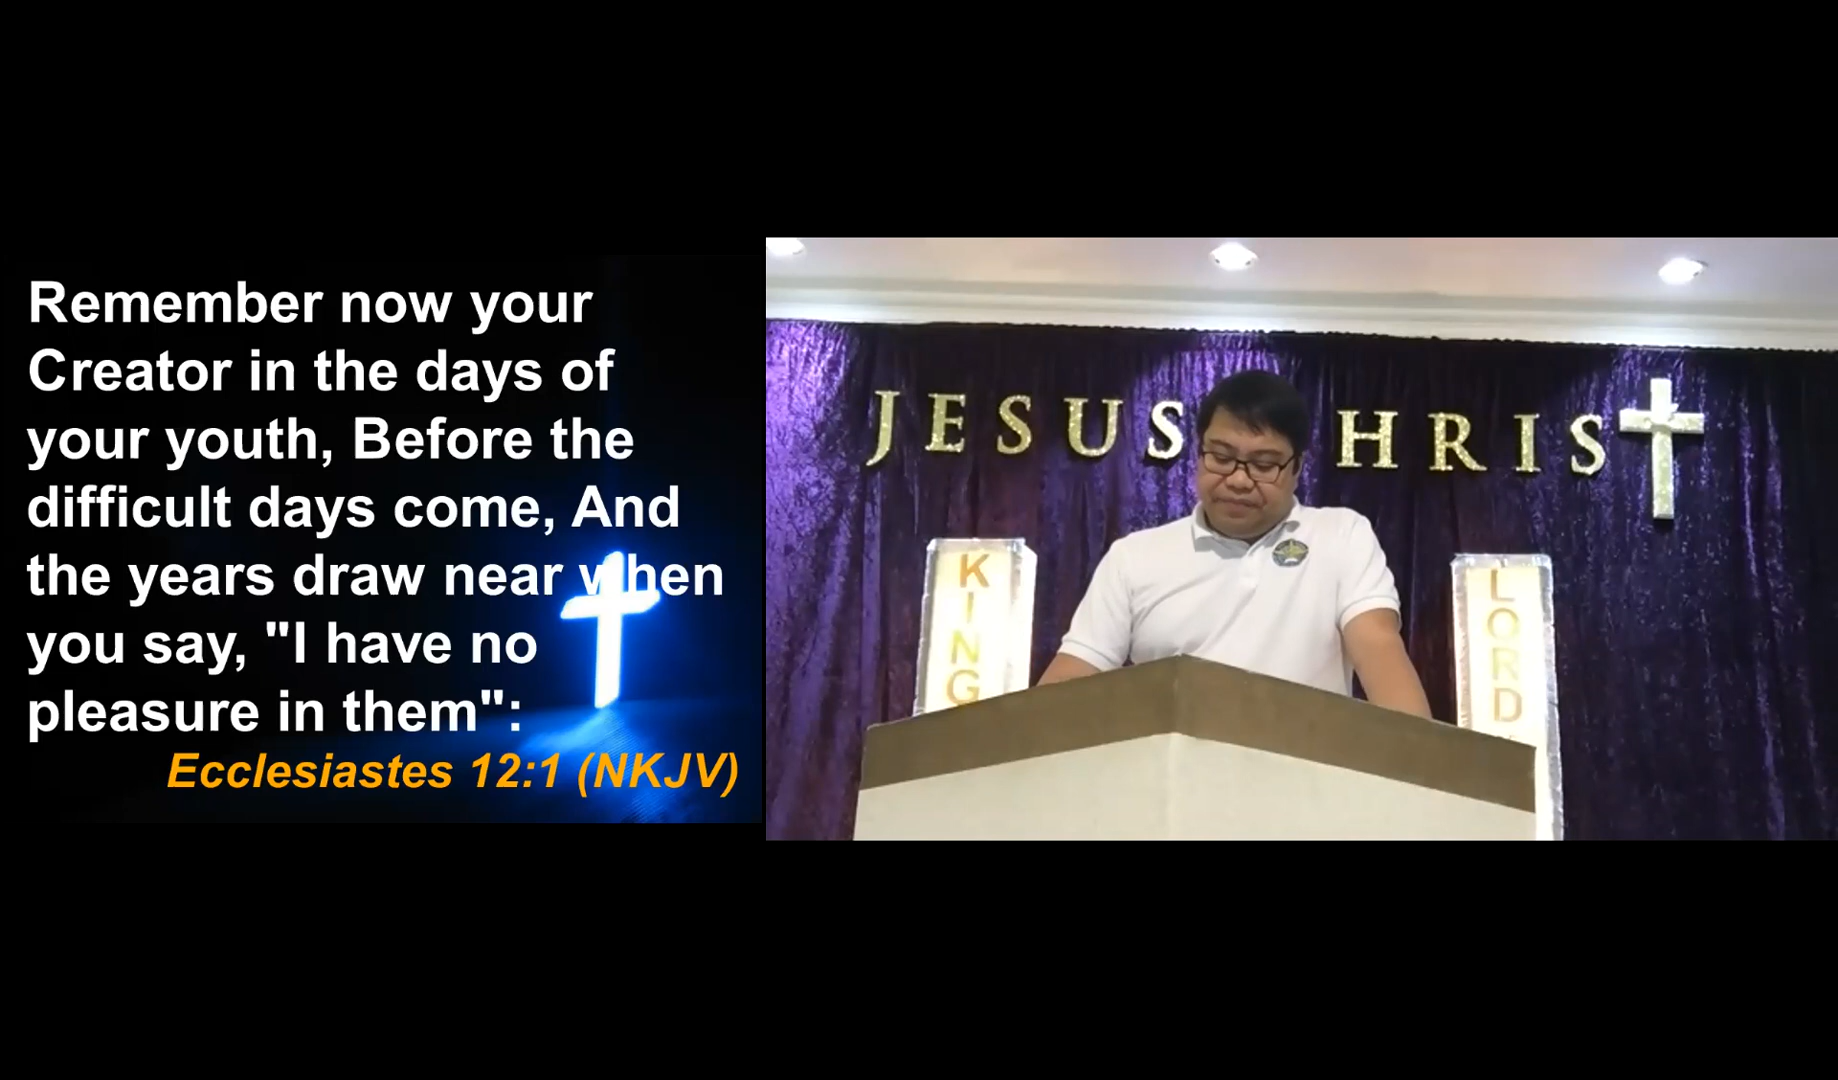 Remember now your
Creator in the days of
your youth, Before the
difficult days come, And
the years draw near when
you say, "I have no
pleasure in them":
Ecclesiastes 12:1 (NKJV)
JESUS HRIST
KING
LORD